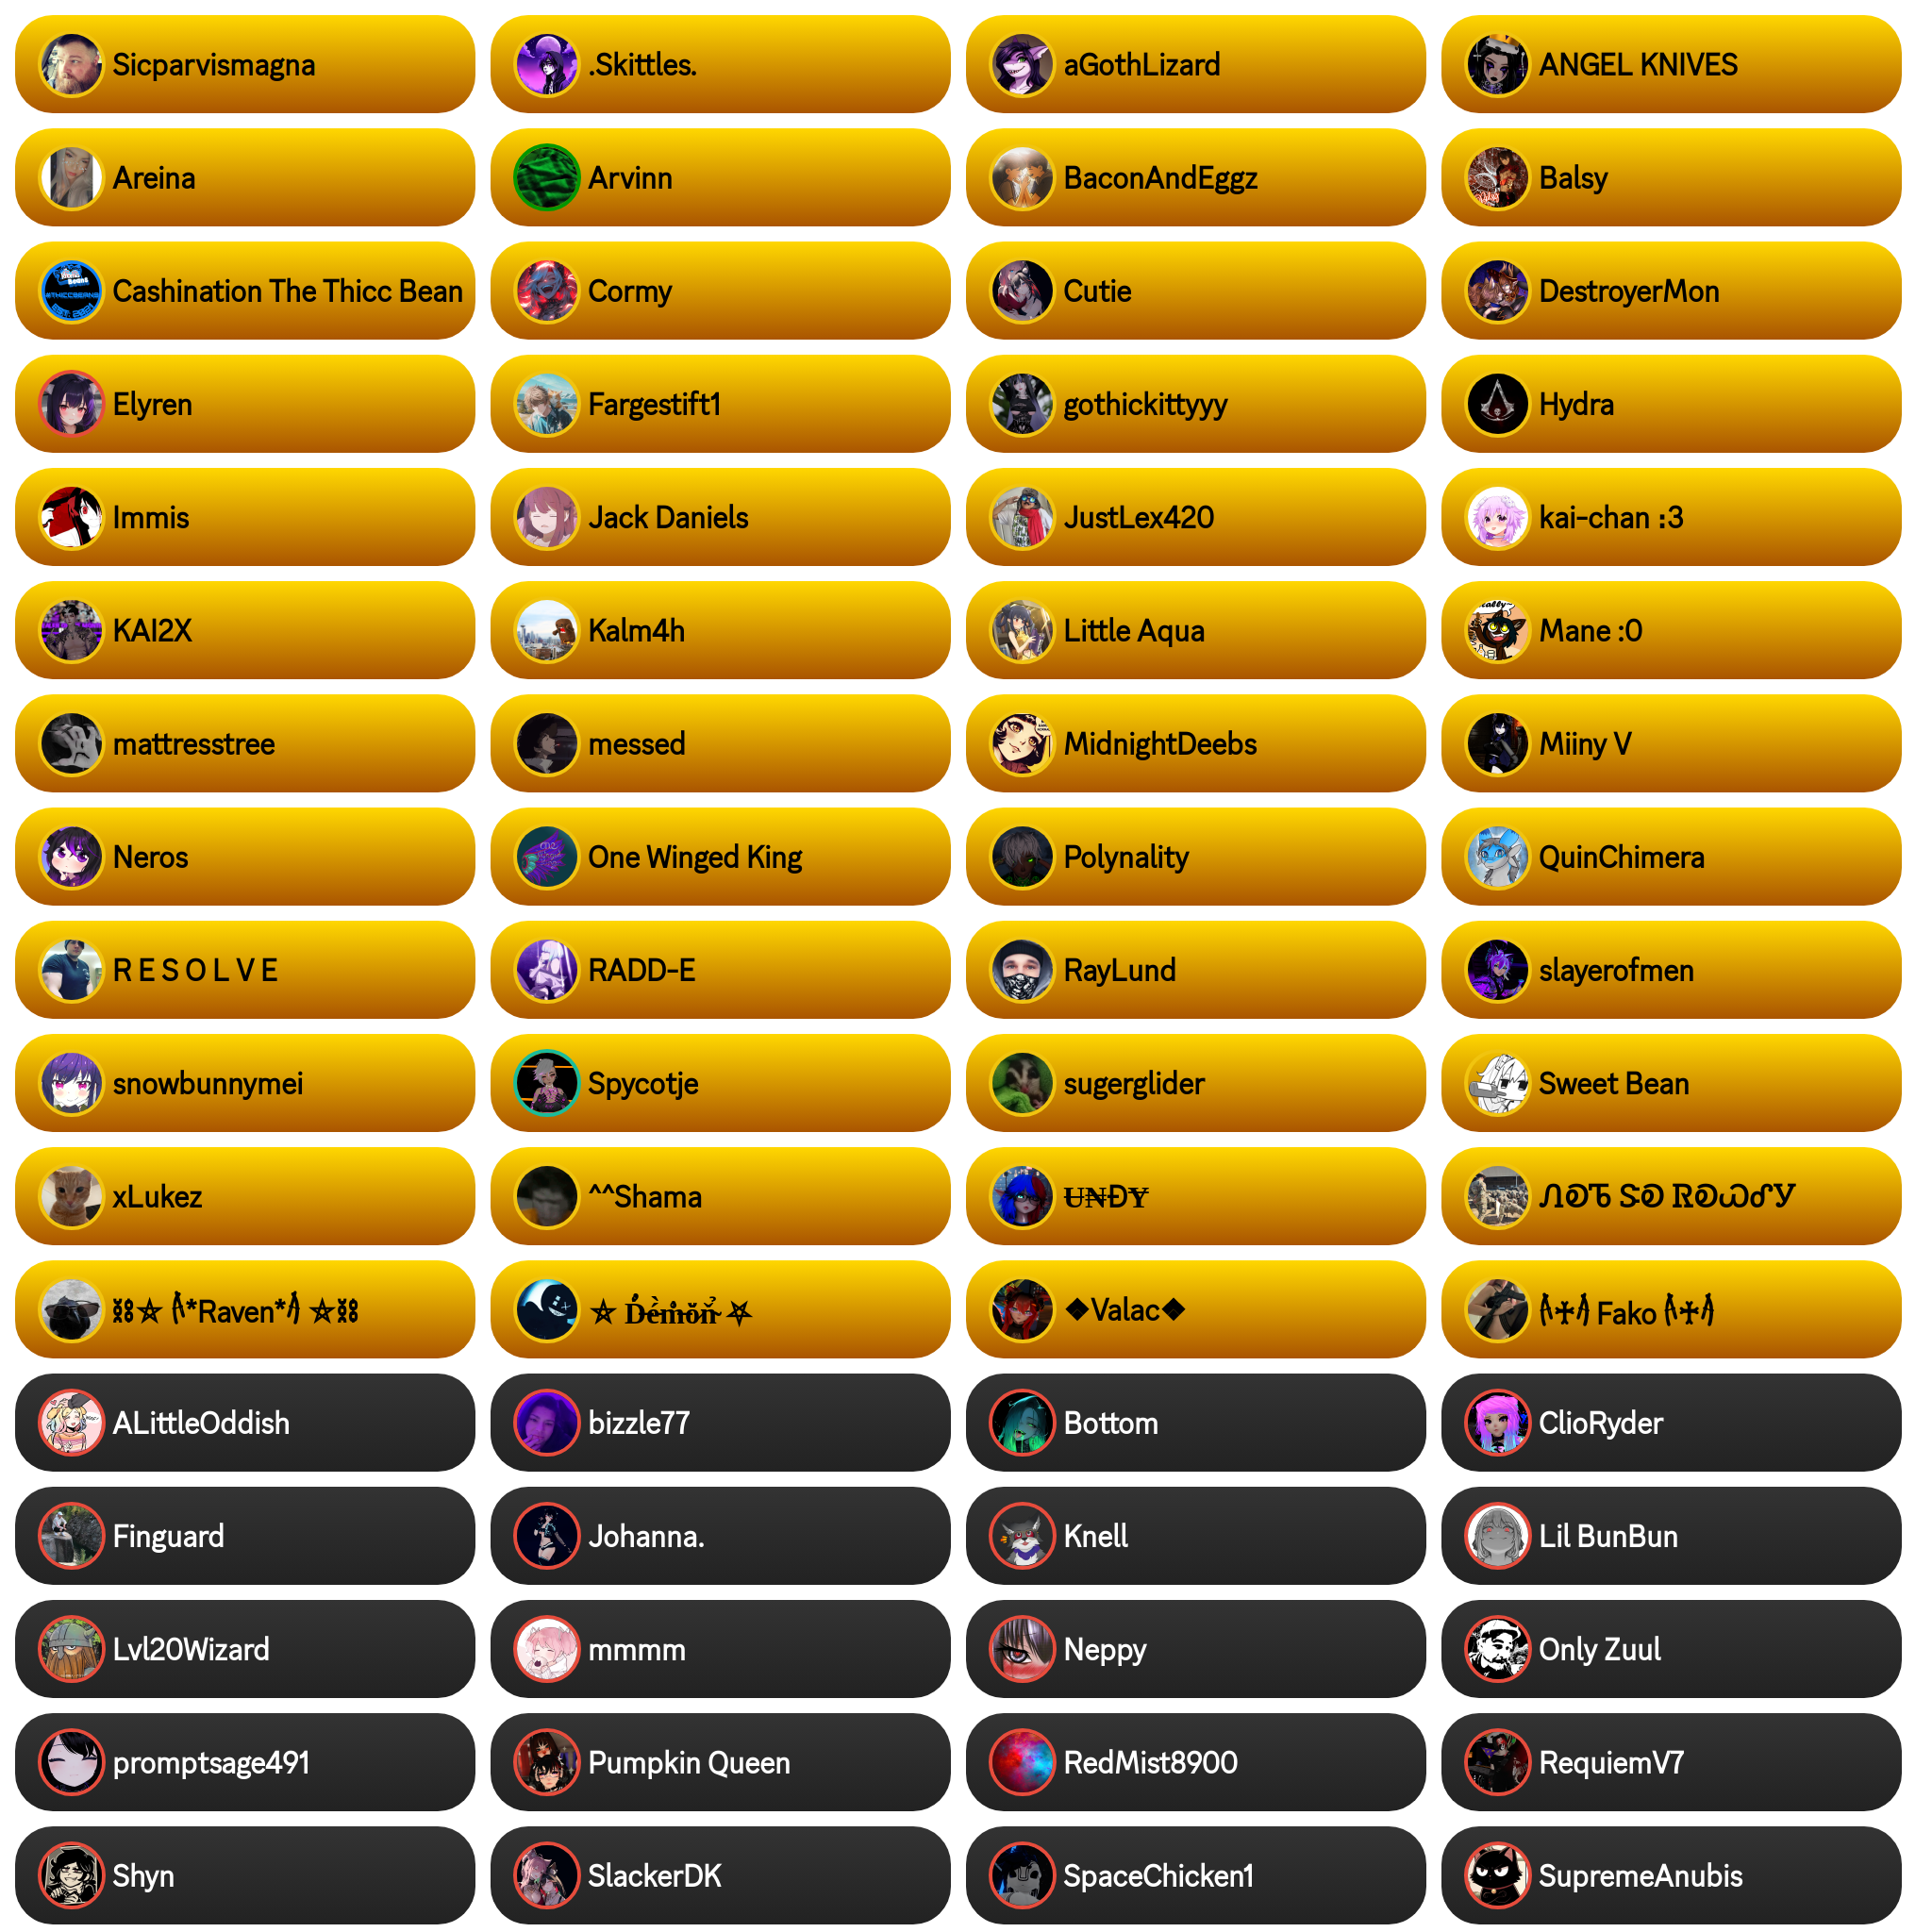 Sicparvismagna
.Skittles.
aGothLizard
ANGEL KNIVES
Areina
Arvinn
BaconAndEggz
Balsy
Cashination The Thicc Bean
Cormy
Cutie
DestroyerMon
Elyren
Fargestift1
gothickittyyy
Hydra
Immis
Jack Daniels
JustLex420
kai-chan :3
KAI2X
Kalm4h
Little Aqua
Mane :0
mattresstree
messed
MidnightDeebs
Miiny V
Neros
One Winged King
Polynality
QuinChimera
R E S O L V E
RADD-E
RayLund
slayerofmen
snowbunnymei
Spycotje
sugerglider
Sweet Bean
xLukez
^^Shama
U̶N̶ĐY̶
*Raven*
Démon
❖Valac❖
Fako
ALittleOddish
bizzle77
Bottom
ClioRyder
Finguard
Johanna.
Knell
Lil BunBun
Lvl20Wizard
mmmm
Neppy
Only Zuul
promptsage491
Pumpkin Queen
RedMist8900
RequiemV7
Shyn
SlackerDK
SpaceChicken1
SupremeAnubis